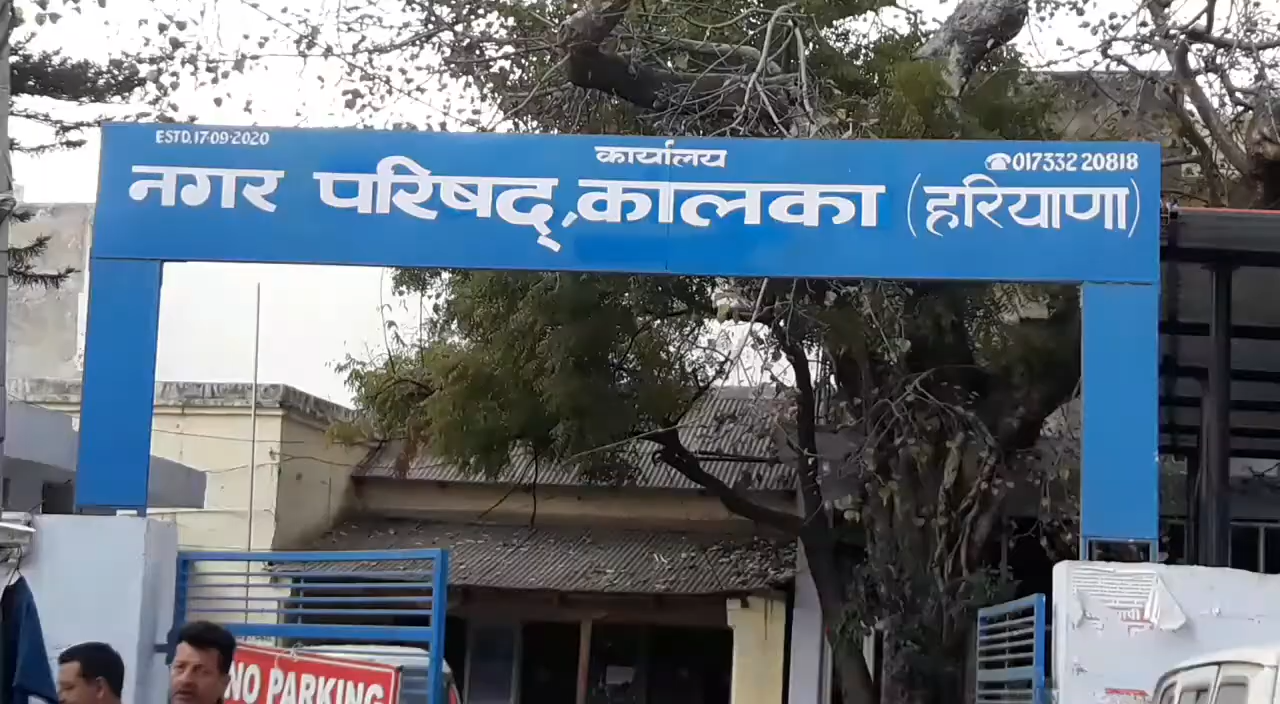 ESTD.17-09-2020
कार्यालय
☎01733220818
नगर परिषद्, कालका (हरियाणा)
NO PARKING